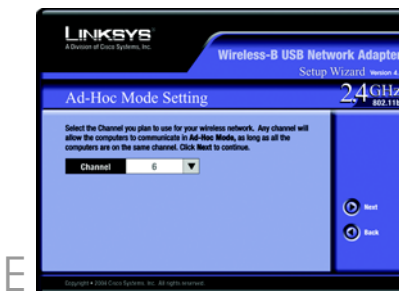 LINKSYS
A Division of Cisco Systems, Inc.
Wireless-B USB Network Adapter
Setup Wizard Version 4.
Ad-Hoc Mode Setting
2.4GHz
802.11b
Select the Channel you plan to use for your wireless network. Any channel will
allow the computers to communicate in Ad-Hoc Mode, as long as all the
computers are on the same channel. Click Next to continue.
Channel 6
Next
Back
Copyright • 2004 Cisco Systems, Inc. All rights reserved.
E